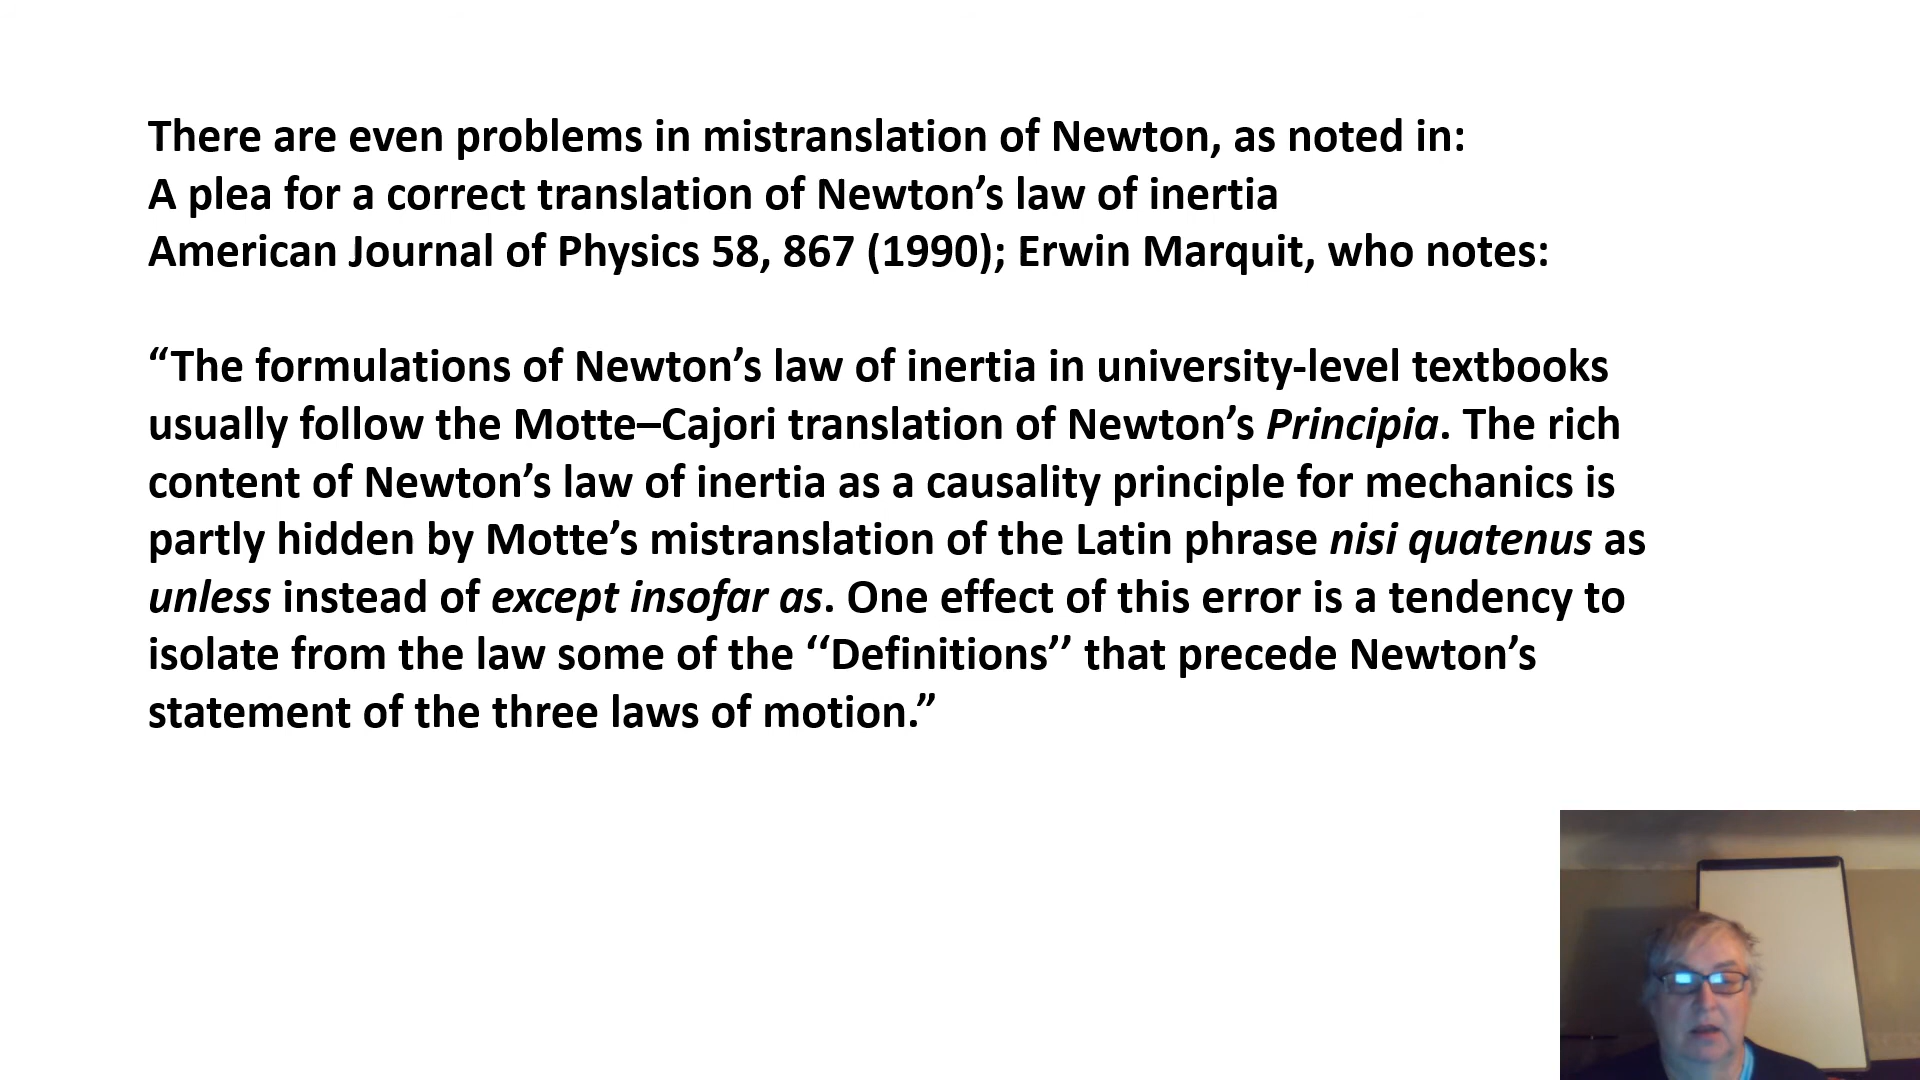 There are even problems in mistranslation of Newton, as noted in:
A plea for a correct translation of Newton’s law of inertia
American Journal of Physics 58, 867 (1990); Erwin Marquit, who notes:
“The formulations of Newton’s law of inertia in university-level textbooks
usually follow the Motte–Cajori translation of Newton’s Principia. The rich
content of Newton’s law of inertia as a causality principle for mechanics is
partly hidden by Motte’s mistranslation of the Latin phrase nisi quatenus as
unless instead of except insofar as. One effect of this error is a tendency to
isolate from the law some of the ‘‘Definitions’’ that precede Newton’s
statement of the three laws of motion.”